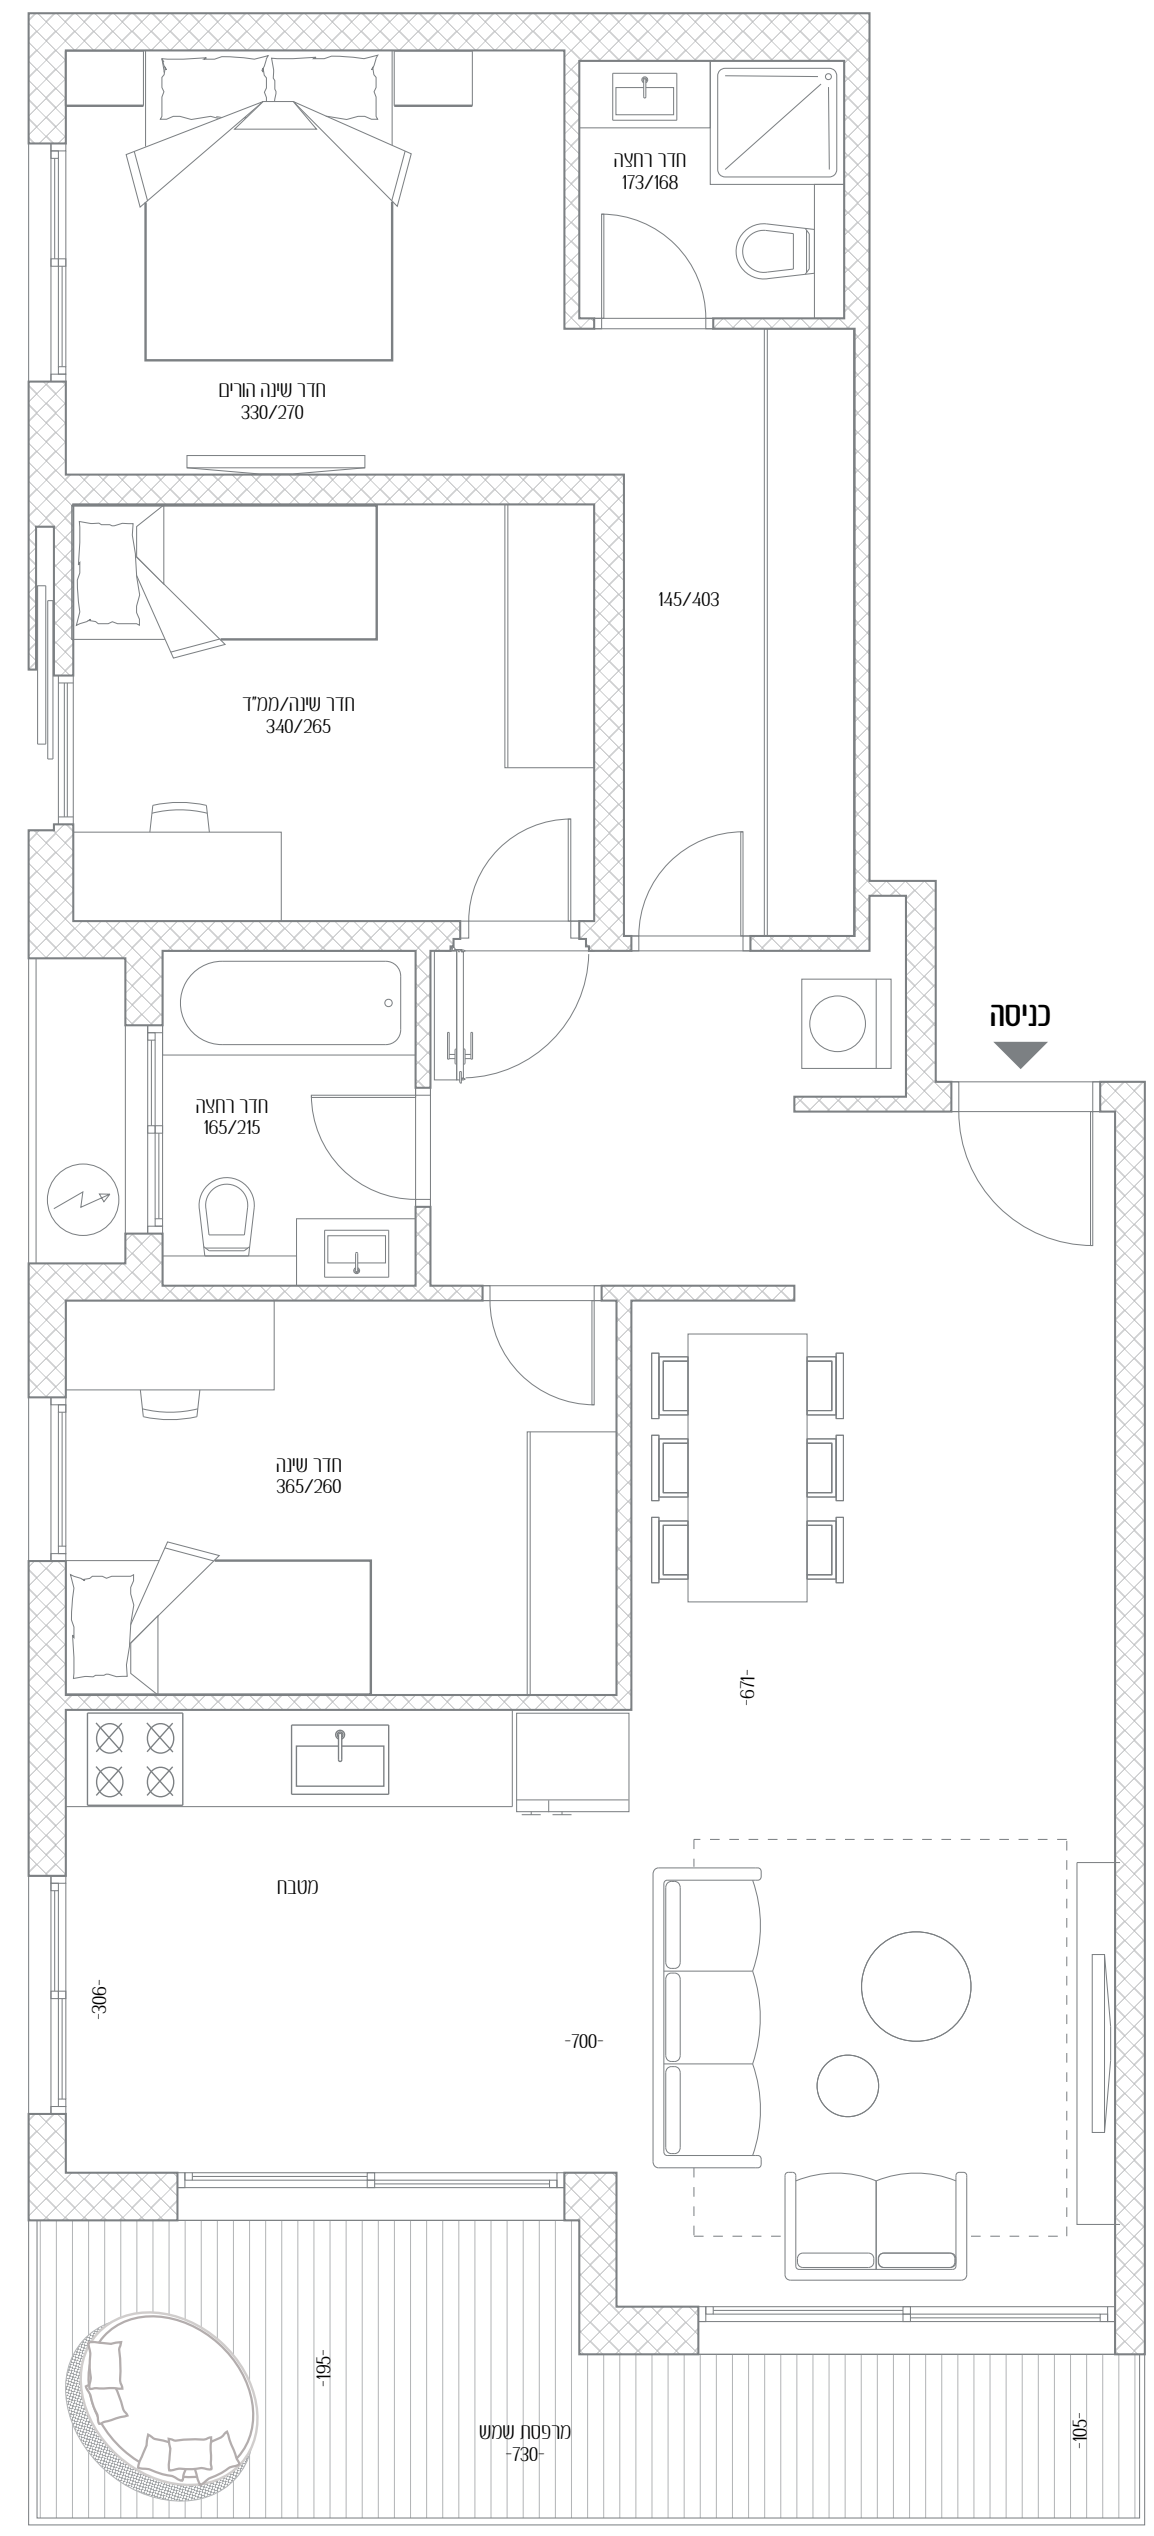 חדר רחצה
173/168
חדר שינה הורים
330/270
145/403
חדר שינה/ממ"ד
340/265
כניסה
חדר רחצה
165/215
חדר שינה
365/260
-671-
מטבח
-306-
-700-
-195-
מרפסת שמש
-730-
-105-